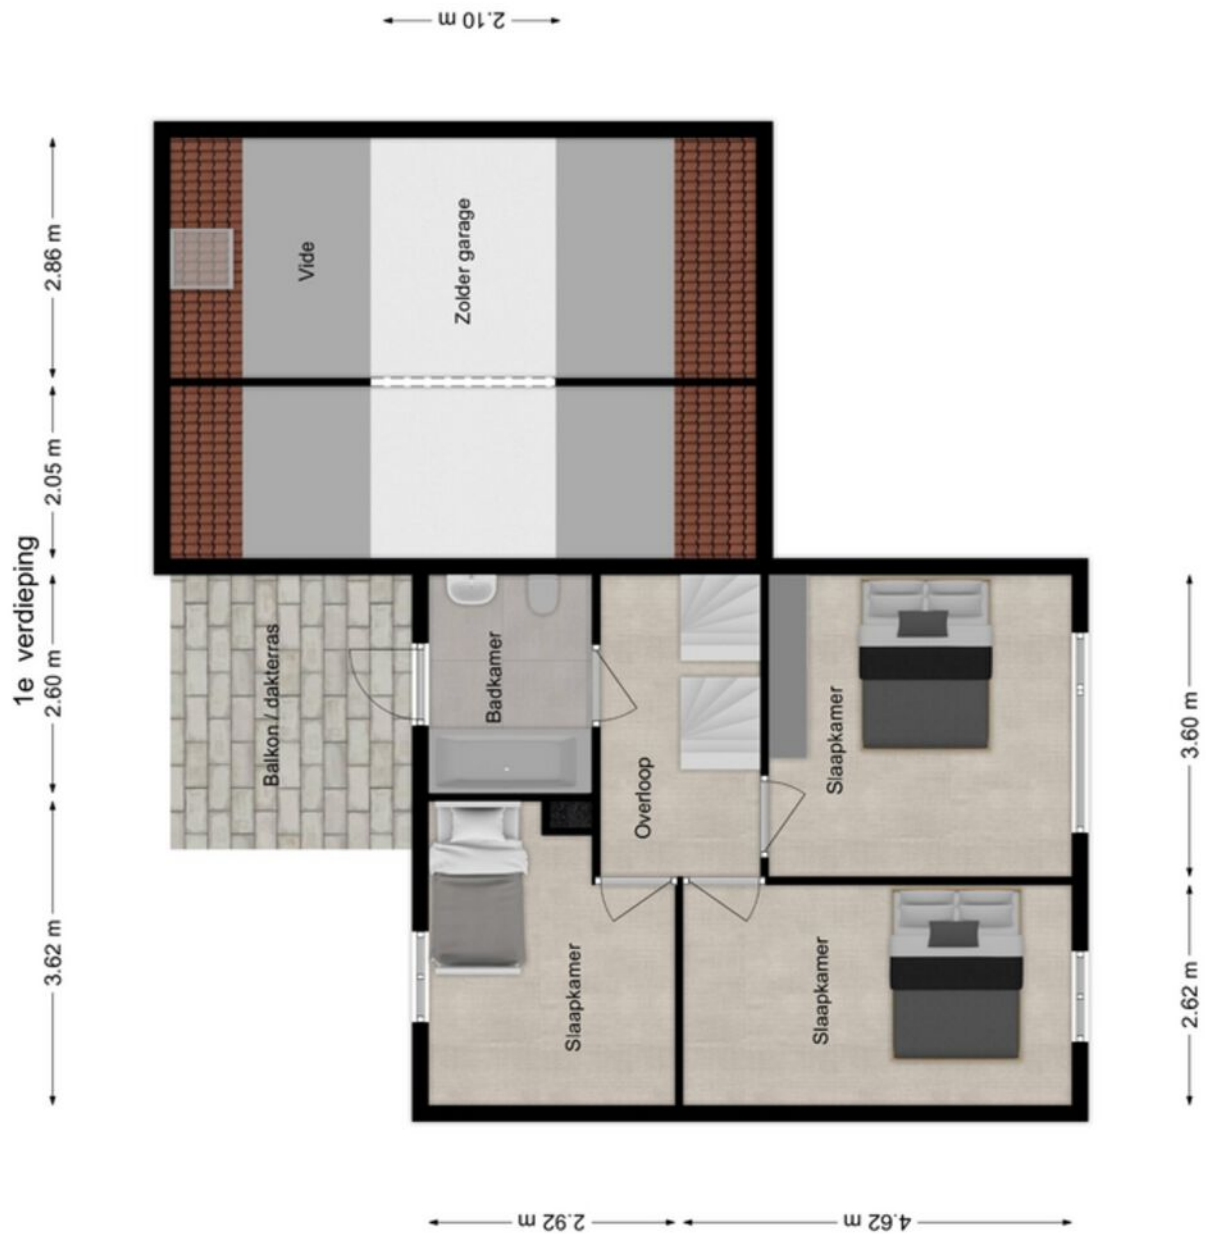 2.10 m
1e verdieping
2.86 m
2.05 m
2.60 m
3.62 m
Vide
Zolder garage
Balkon / dakterras
Badkamer
Overloop
Slaapkamer
Slaapkamer
Slaapkamer
3.60 m
2.62 m
2.92 m
4.62 m